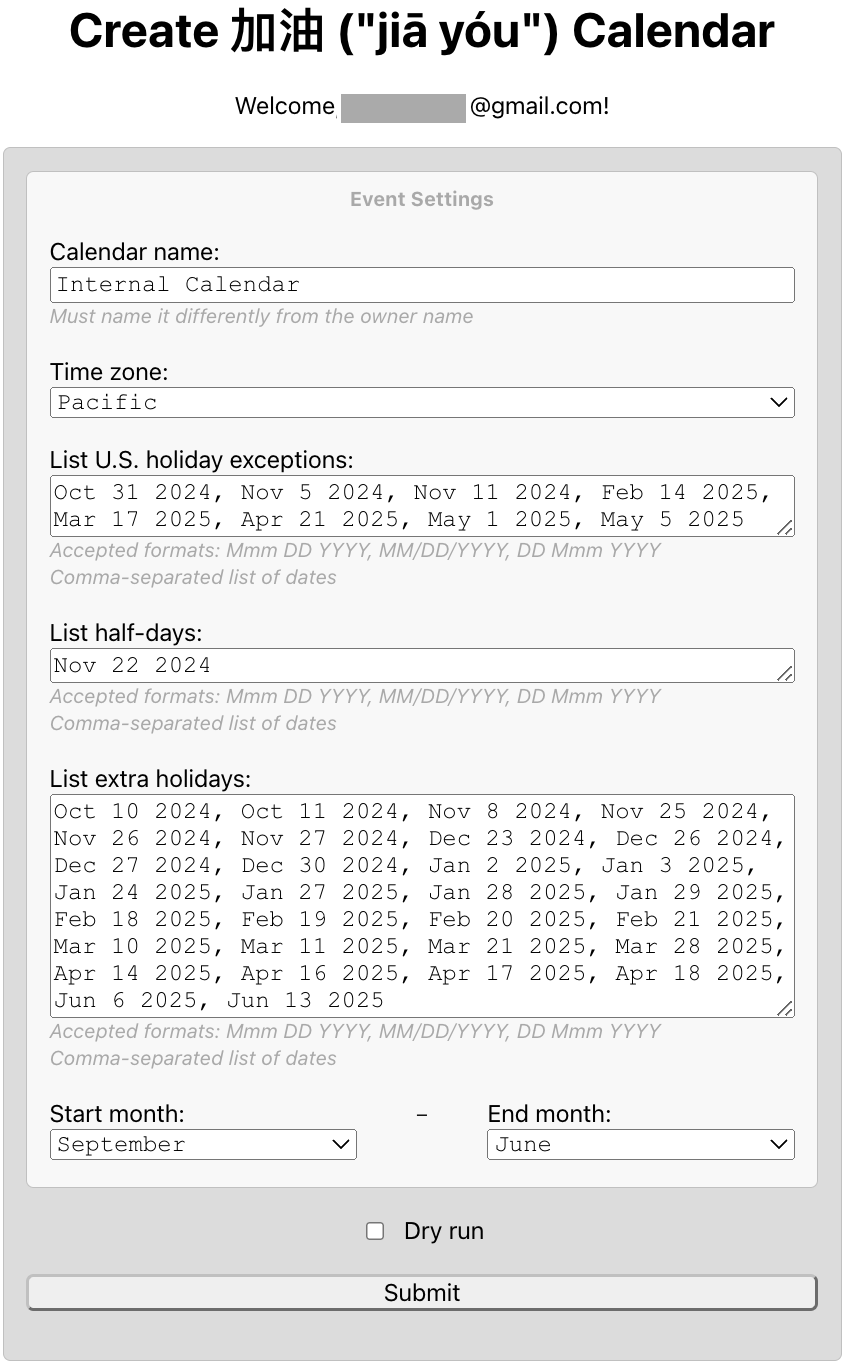 Create 加油 ("jiā yóu") Calendar
Welcome, @gmail.com!
Event Settings
Calendar name:
Internal Calendar
Must name it differently from the owner name
Time zone:
Pacific
List U.S. holiday exceptions:
Oct 31 2024, Nov 5 2024, Nov 11 2024, Feb 14 2025,
Mar 17 2025, Apr 21 2025, May 1 2025, May 5 2025
Accepted formats: Mmm DD YYYY, MM/DD/YYYY, DD Mmm YYYY
Comma-separated list of dates
List half-days:
Nov 22 2024
Accepted formats: Mmm DD YYYY, MM/DD/YYYY, DD Mmm YYYY
Comma-separated list of dates
List extra holidays:
Oct 10 2024, Oct 11 2024, Nov 8 2024, Nov 25 2024,
Nov 26 2024, Nov 27 2024, Dec 23 2024, Dec 26 2024,
Dec 27 2024, Dec 30 2024, Jan 2 2025, Jan 3 2025,
Jan 24 2025, Jan 27 2025, Jan 28 2025, Jan 29 2025,
Feb 18 2025, Feb 19 2025, Feb 20 2025, Feb 21 2025,
Mar 10 2025, Mar 11 2025, Mar 21 2025, Mar 28 2025,
Apr 14 2025, Apr 16 2025, Apr 17 2025, Apr 18 2025,
Jun 6 2025, Jun 13 2025
Accepted formats: Mmm DD YYYY, MM/DD/YYYY, DD Mmm YYYY
Comma-separated list of dates
Start month: – End month:
September June
Dry run
Submit